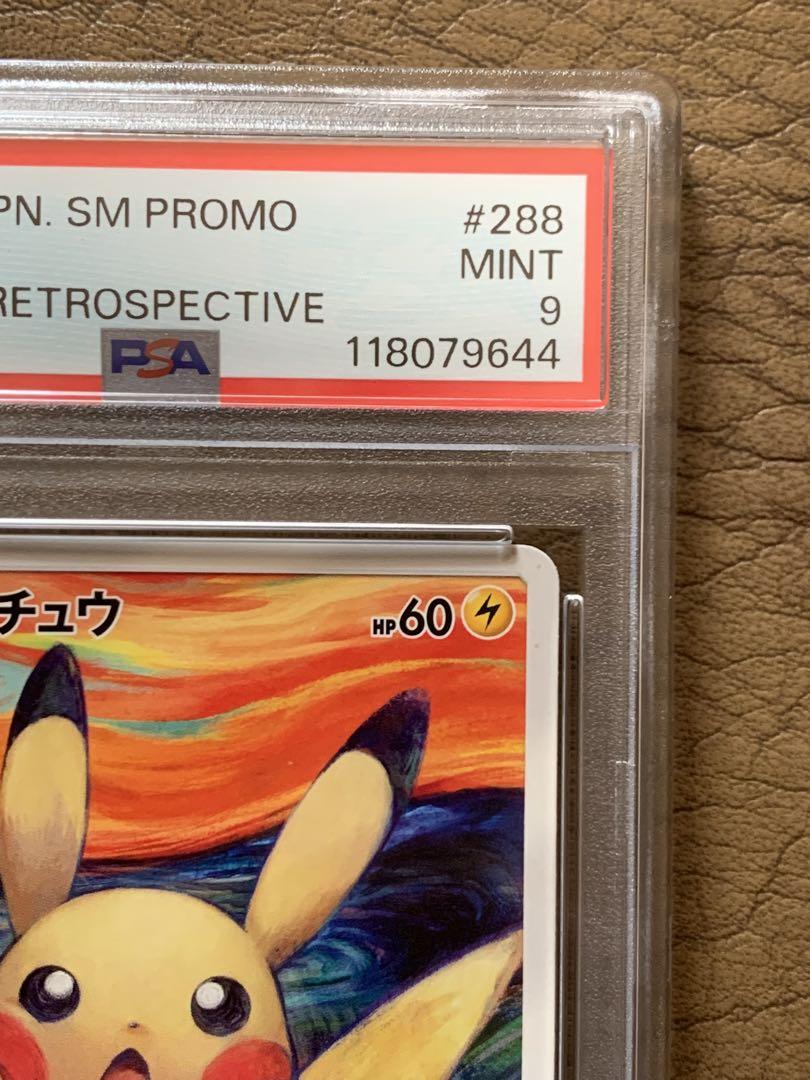 PN. SM PROMO #288
MINT
RETROSPECTIVE 9
PSA 118079644
チュウ HP60